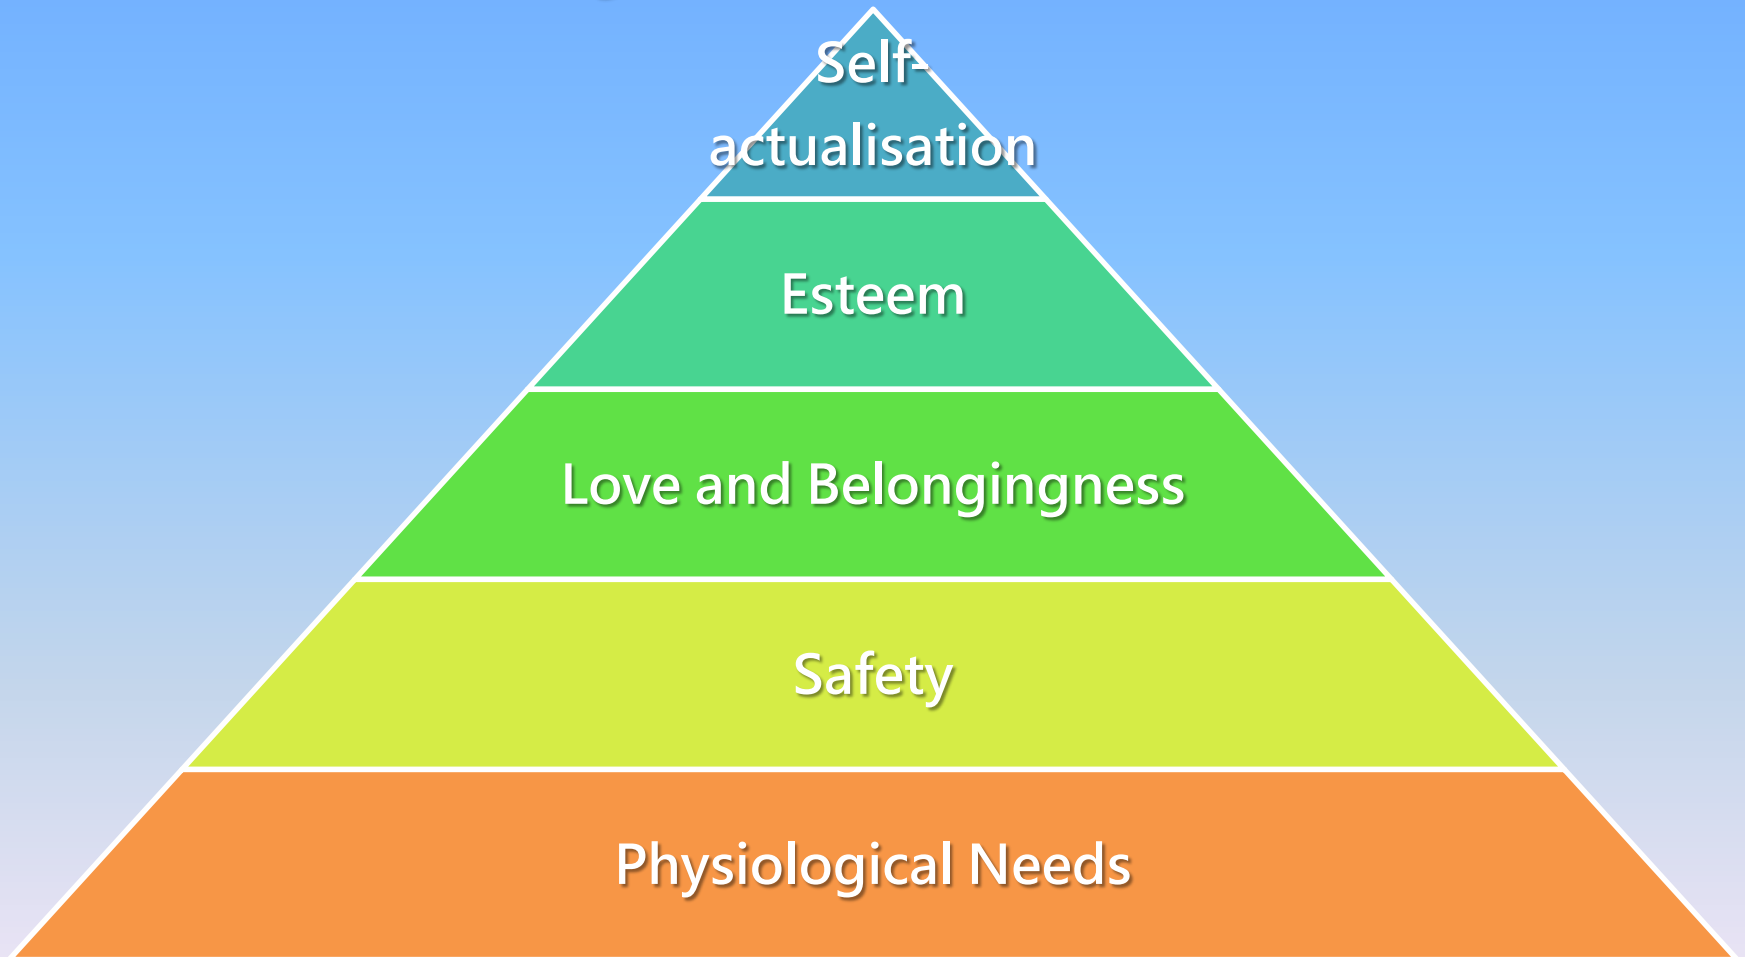 Self-
actualisation
Esteem
Love and Belongingness
Safety
Physiological Needs